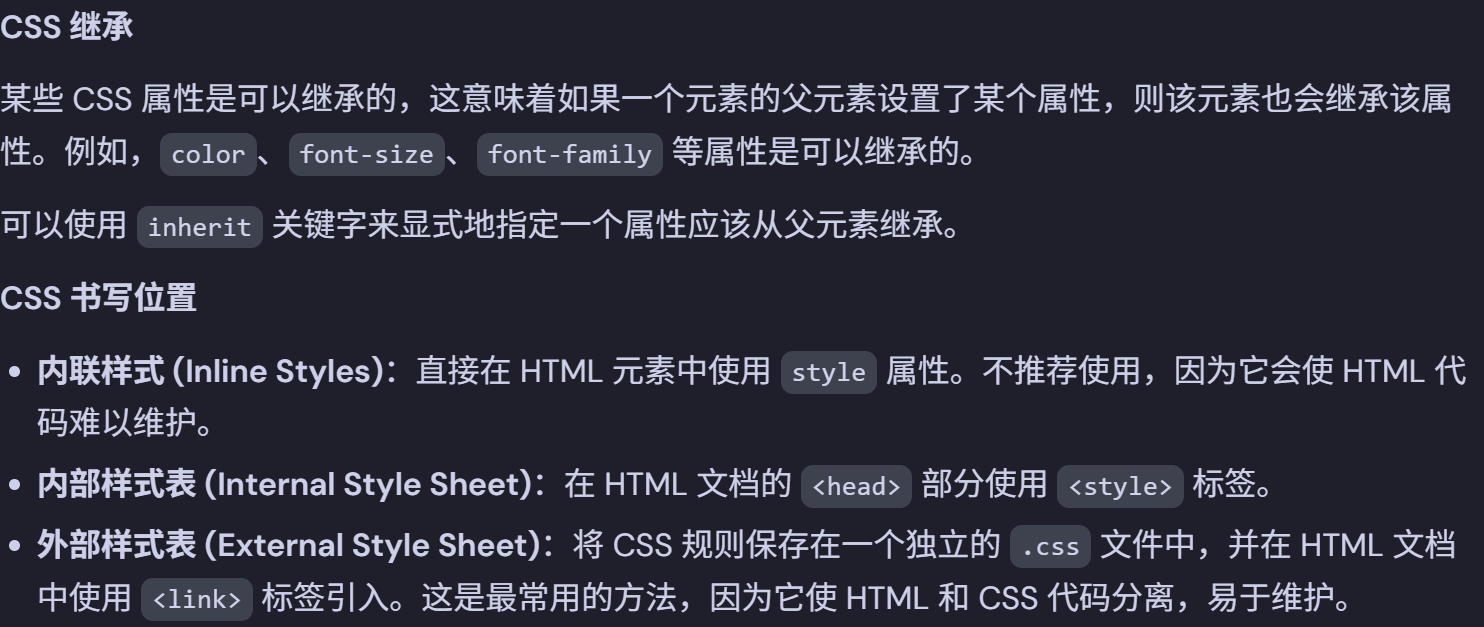 CSS 继承
某些 CSS 属性是可以继承的，这意味着如果一个元素的父元素设置了某个属性，则该元素也会继承该属
性。例如，color、font-size、font-family 等属性是可以继承的。
可以使用 inherit 关键字来显式地指定一个属性应该从父元素继承。
CSS 书写位置
• 内联样式 (Inline Styles)：直接在 HTML 元素中使用 style 属性。不推荐使用，因为它会使 HTML 代
码难以维护。
• 内部样式表 (Internal Style Sheet)：在 HTML 文档的 <head> 部分使用 <style> 标签。
• 外部样式表 (External Style Sheet)：将 CSS 规则保存在一个独立的 .css 文件中，并在 HTML 文档
中使用 <link> 标签引入。这是最常用的方法，因为它使 HTML 和 CSS 代码分离，易于维护。